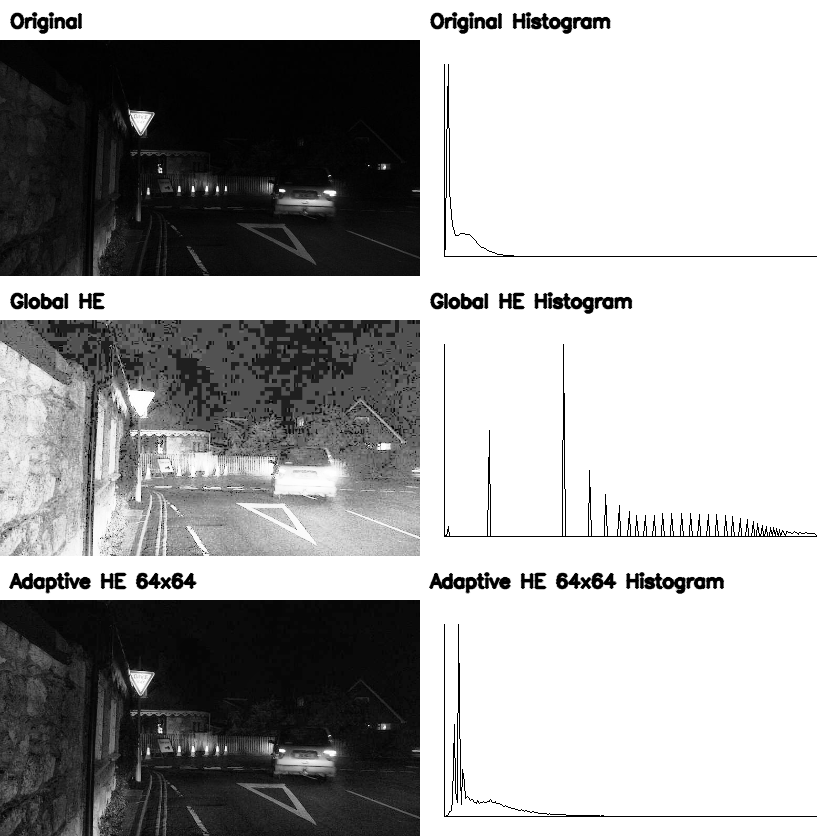 Original
Original Histogram
Global HE
Global HE Histogram
Adaptive HE 64x64
Adaptive HE 64x64 Histogram